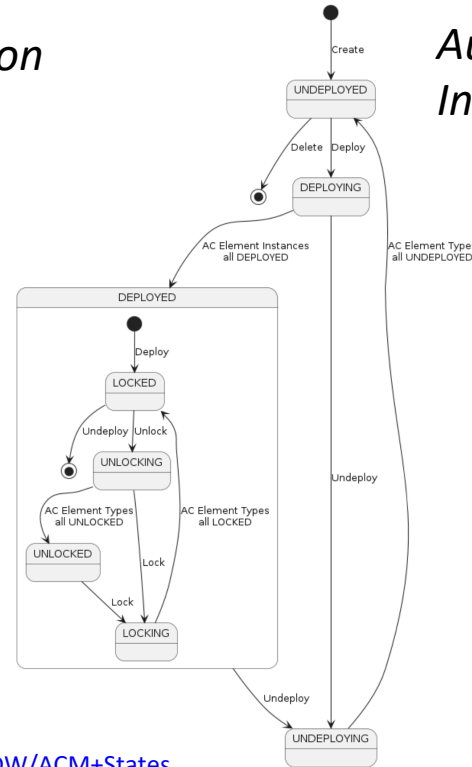 on
Au
In
Create
UNDEPLOYED
Delete
Deploy
DEPLOYING
AC Element Instances
all DEPLOYED
AC Element Type
all UNDEPLOYED
DEPLOYED
Deploy
LOCKED
Undeploy
Unlock
UNLOCKING
AC Element Types
all UNLOCKED
AC Element Types
all LOCKED
Undeploy
UNLOCKED
Lock
Lock
LOCKING
Undeploy
UNDEPLOYING
OW/ACM+States